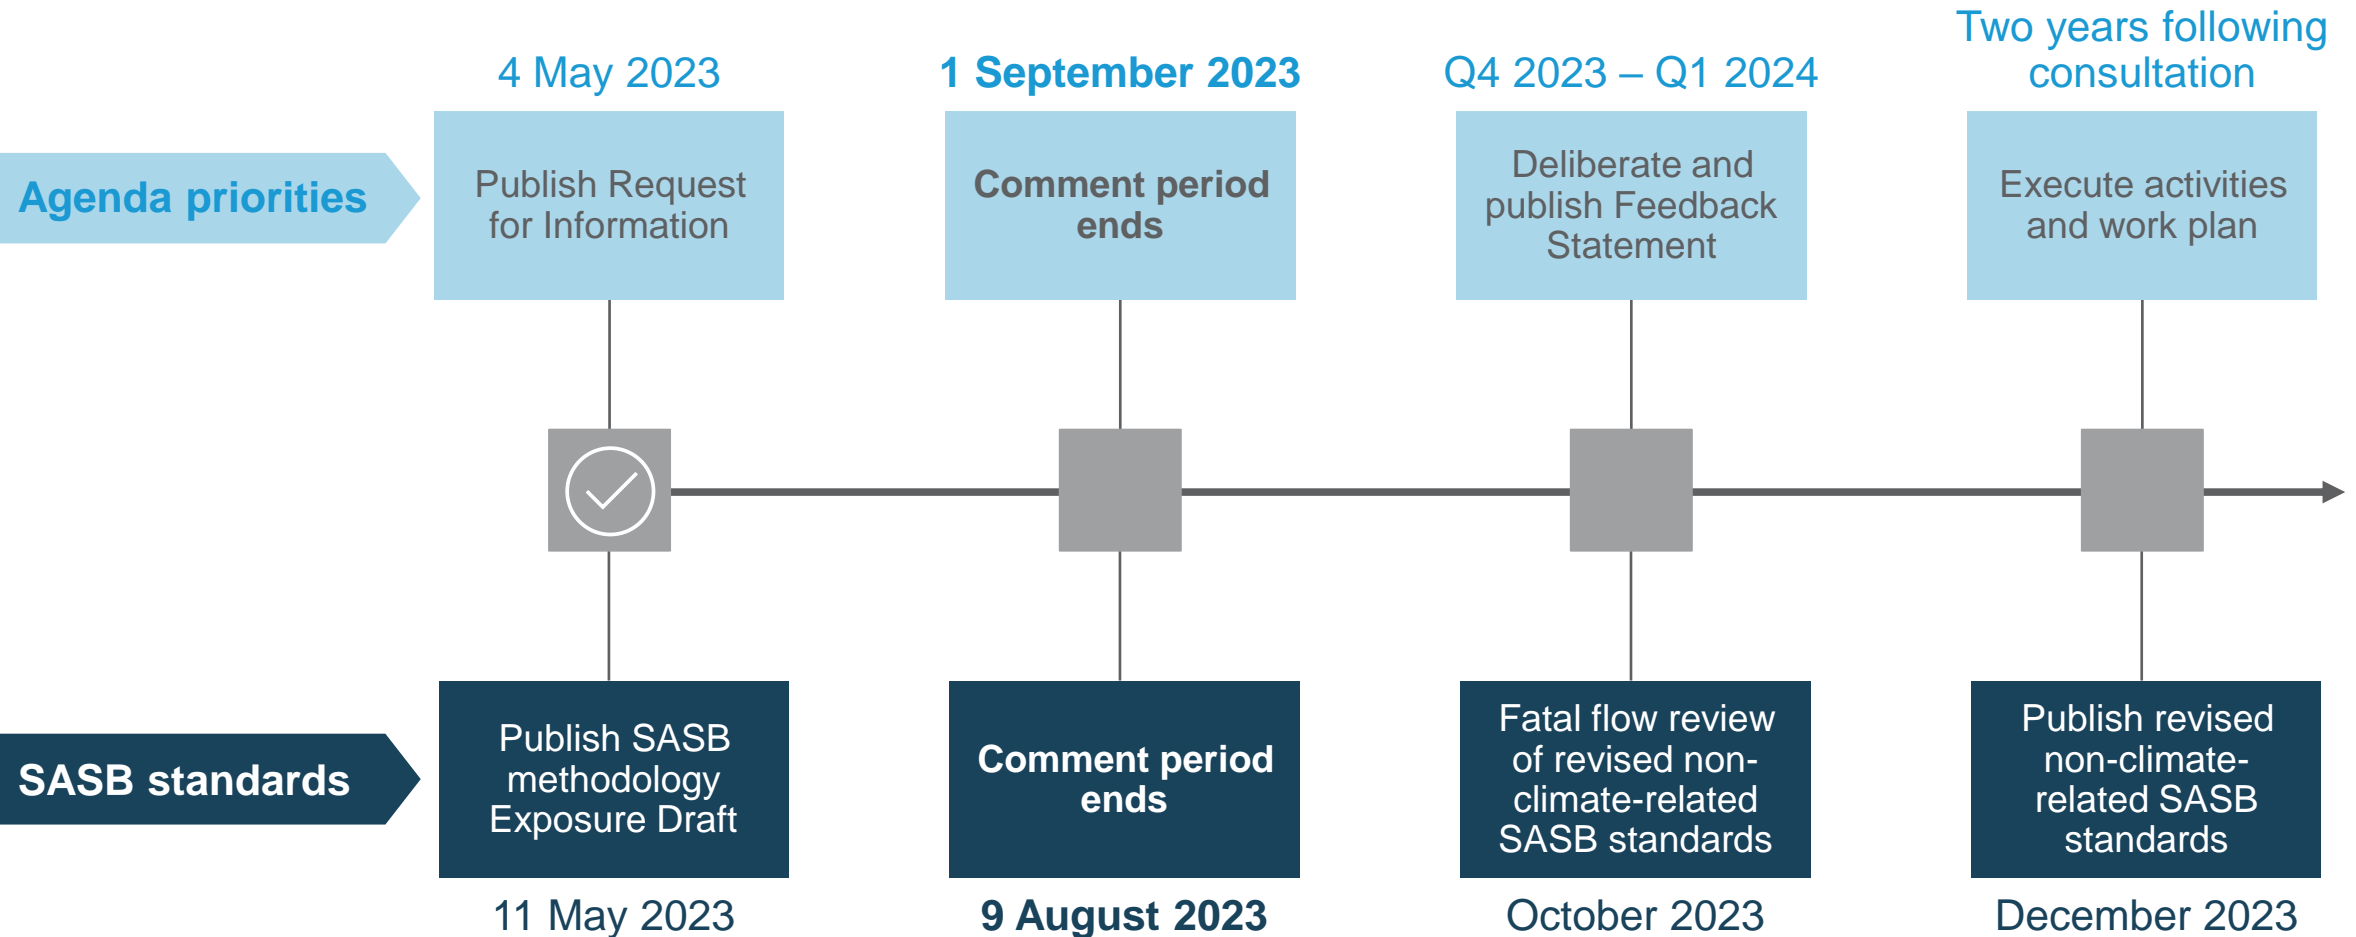 Two years following
4 May 2023
1 September 2023
Q4 2023 – Q1 2024
consultation
Agenda priorities
Publish Request
for Information
Comment period
ends
Deliberate and
publish Feedback
Statement
Execute activities
and work plan
SASB standards
Publish SASB
methodology
Exposure Draft
Comment period
ends
Fatal flow review
of revised non-
climate-related
SASB standards
Publish revised
non-climate-
related SASB
standards
11 May 2023
9 August 2023
October 2023
December 2023